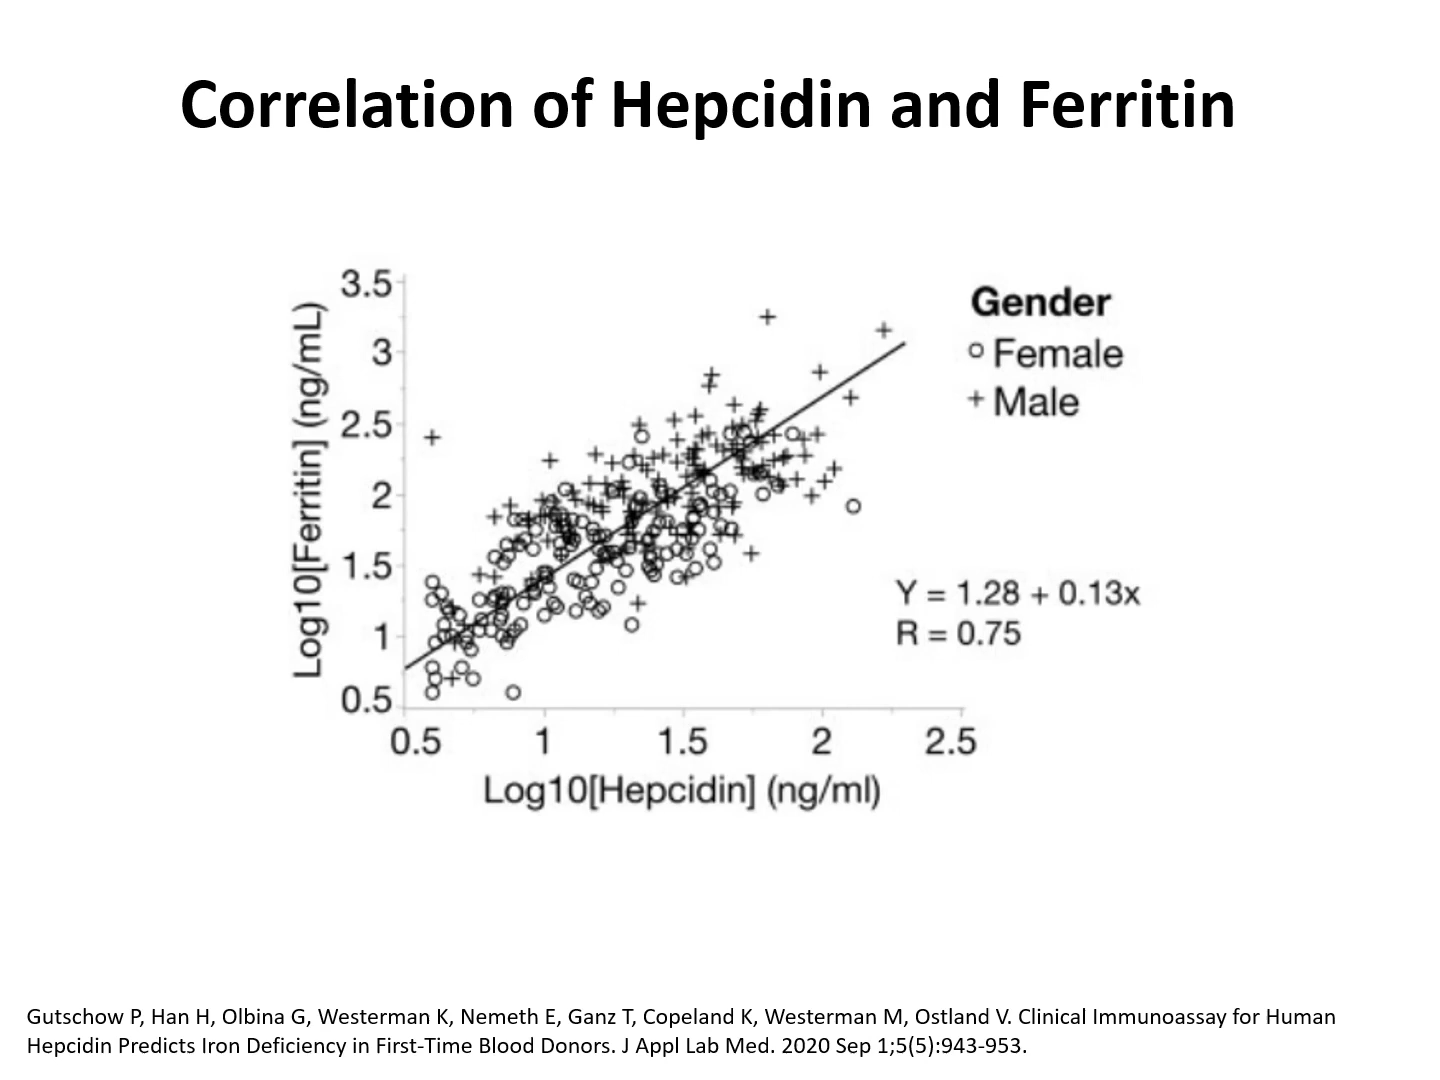 Correlation of Hepcidin and Ferritin
3.5
3
2.5
2
1.5
1
0.5
Log10[Ferritin] (ng/mL)
Gender
Female
Male
Y = 1.28 + 0.13x
R = 0.75
0.5 1 1.5 2 2.5
Log10[Hepcidin] (ng/ml)
Gutschow P, Han H, Olbina G, Westerman K, Nemeth E, Ganz T, Copeland K, Westerman M, Ostland V. Clinical Immunoassay for Human
Hepcidin Predicts Iron Deficiency in First-Time Blood Donors. J Appl Lab Med. 2020 Sep 1;5(5):943-953.